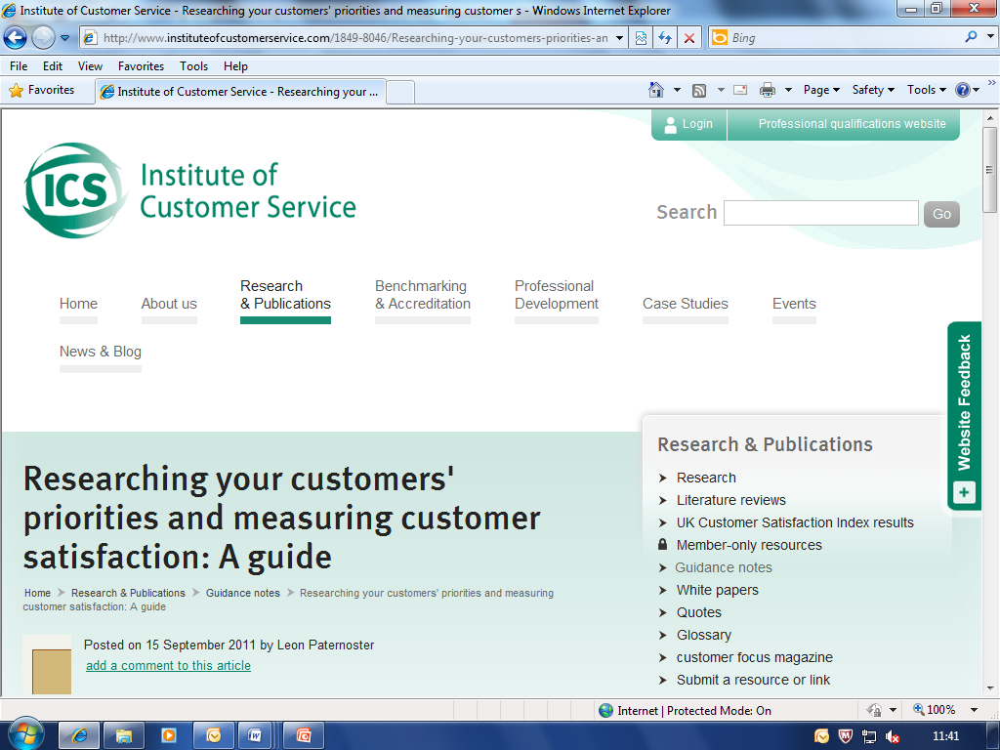 Institute of Customer Service - Researching your customers' priorities and measuring customer s - Windows Internet Explorer
http://www.instituteofcustomerservice.com/1849-8046/Researching-your-customers-priorities-an
Bing
File Edit View Favorites Tools Help
Favorites
Institute of Customer Service - Researching your ...
Page Safety Tools
Login
Professional qualifications website
ICS
Institute of
Customer Service
Search
Go
Home
About us
Research
& Publications
Benchmarking
& Accreditation
Professional
Development
Case Studies
Events
News & Blog
Website Feedback
Researching your customers'
priorities and measuring customer
satisfaction: A guide
Home > Research & Publications > Guidance notes > Researching your customers' priorities and measuring
customer satisfaction: A guide
Posted on 15 September 2011 by Leon Paternoster
add a comment to this article
Research & Publications
Research
Literature reviews
UK Customer Satisfaction Index results
Member-only resources
Guidance notes
White papers
Quotes
Glossary
customer focus magazine
Submit a resource or link
Internet | Protected Mode: On
100%
11:41